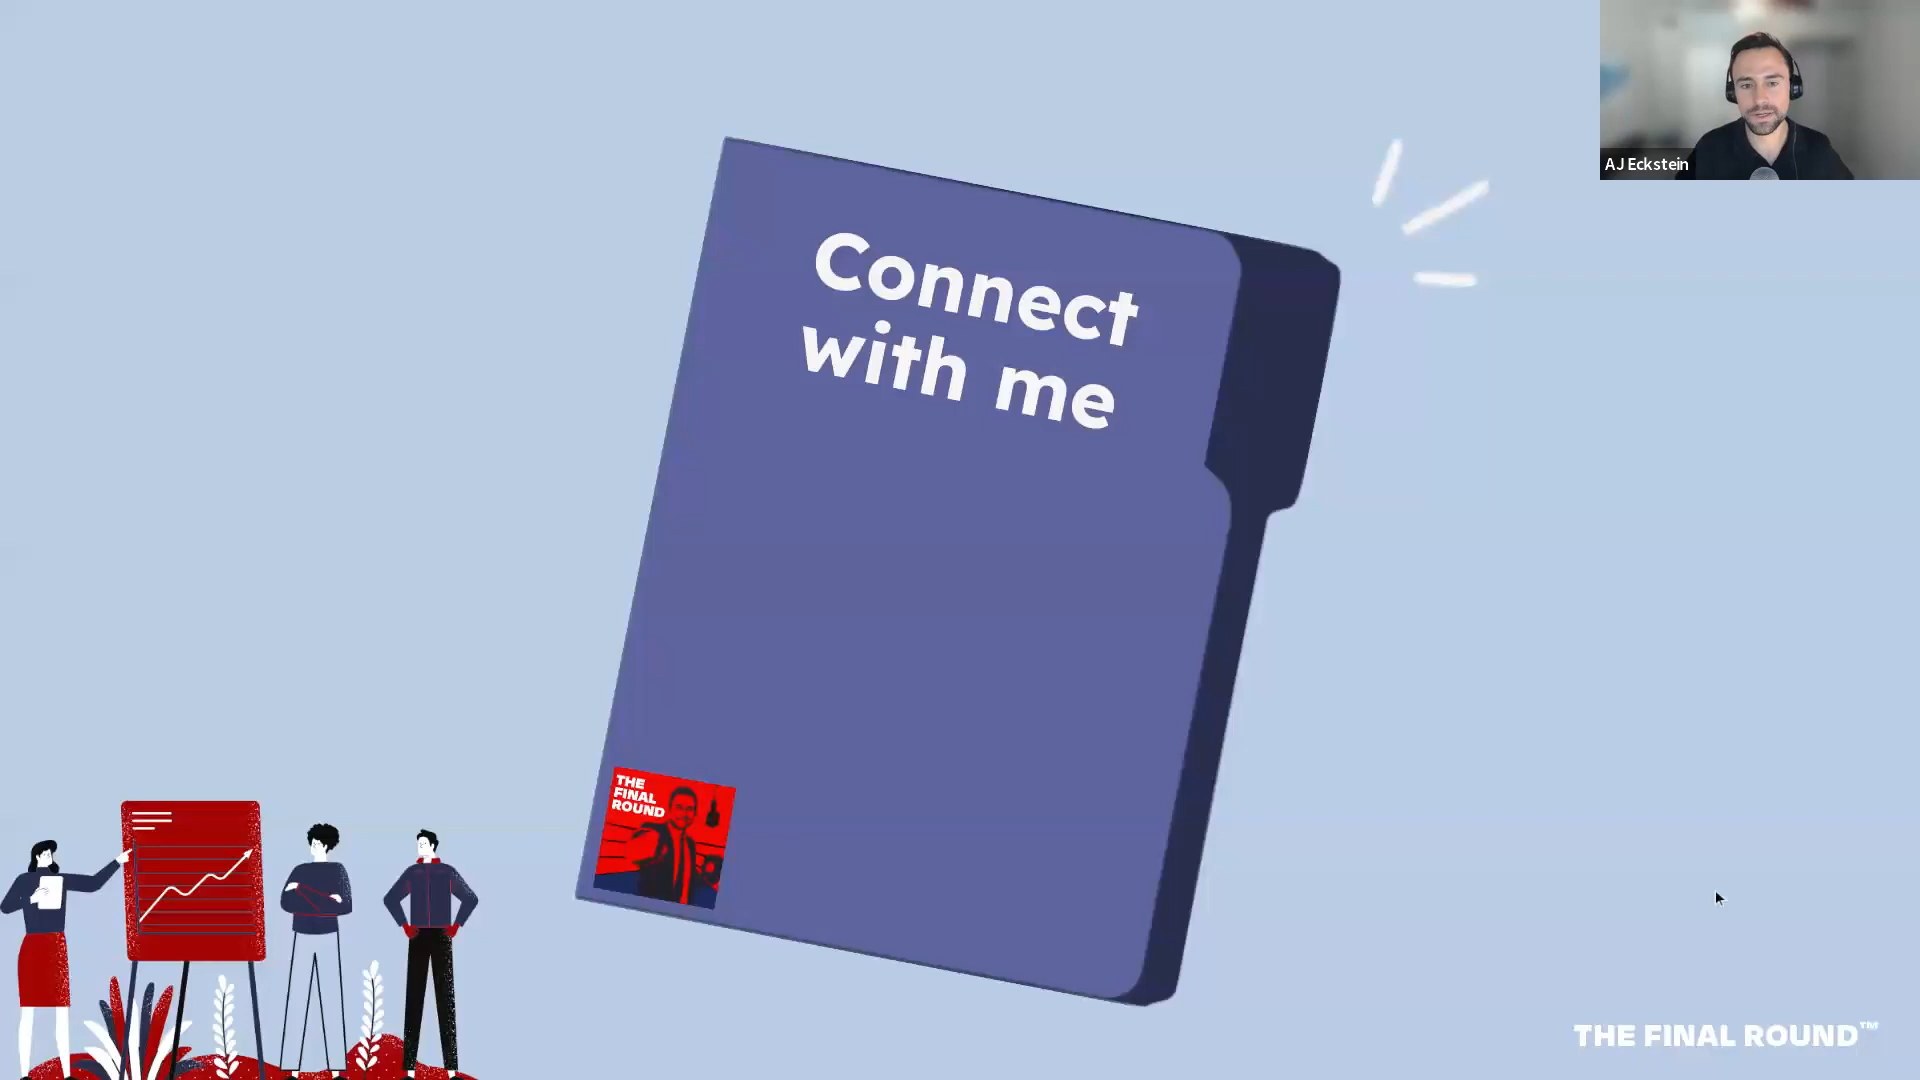 AJ Eckstein
Connect
with me
THE
FINAL
ROUND
THE FINAL ROUND™